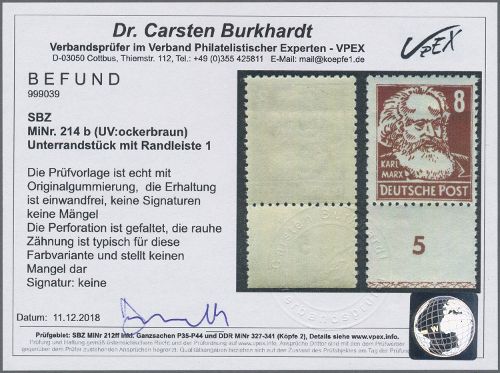 Dr. Carsten Burkhardt
Verbandsprüfer im Verband Philatelistischer Experten - VPEX
D-03050 Cottbus, Thiemstr. 112, Tel.: +49 (0)355 425811 E-Mail: mail@koepfe1.de
VPEX
BEFUND
999039
SBZ
MiNr. 214 b (UV:ockerbraun)
Unterrandstück mit Randleiste 1
Die Prüfvorlage ist echt mit
Originalgummierung, die Erhaltung
ist einwandfrei, keine Signaturen
keine Mängel
Die Perforation ist gefaltet, die rauhe
Zähnung ist typisch für diese
Farbvariante und stellt keinen
Mangel dar
Signatur: keine
8
KARL
MARX
DEUTSCHE POST
5
Datum: 11.12.2018
Prüfgebiet: SBZ MiNr 212ff inkl. Ganzsachen P35-P44 und DDR MiNr 327-341 (Köpfe 2), Details siehe www.vpex.info.